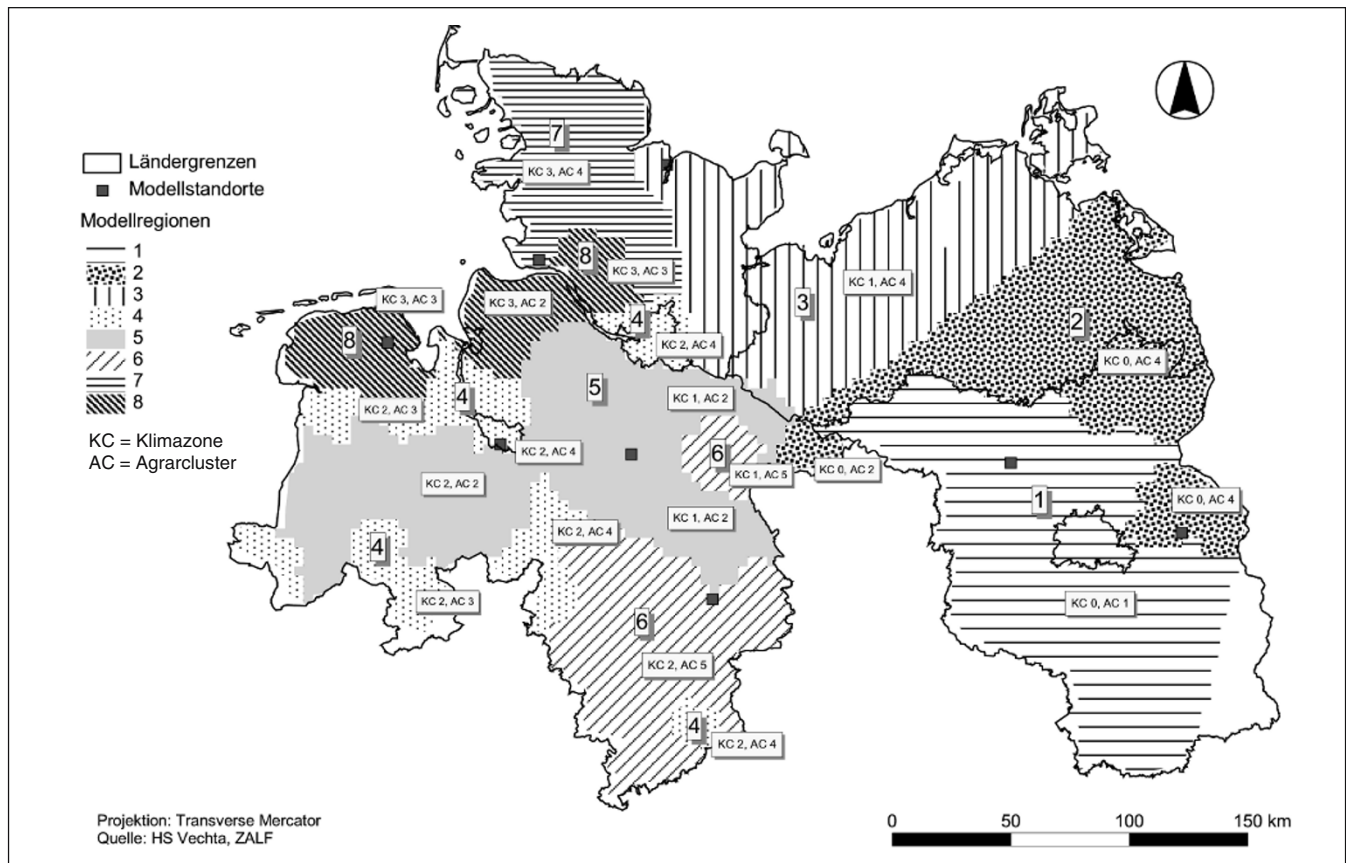 Ländergrenzen
Modellstandorte
Modellregionen
1
2
3
4
5
6
7
8
KC = Klimazone
AC = Agrarcluster
7
KC 3, AC 4
8
KC 3, AC 3
KC 3, AC 3
KC 3, AC 2
KC 1, AC 4
3
4
2
8
KC 2, AC 4
KC 0, AC 4
5
4
KC 1, AC 2
KC 2, AC 3
KC 2, AC 4
6
KC 1, AC 5
KC 0, AC 2
KC 2, AC 2
1
KC 0, AC 4
KC 1, AC 2
KC 2, AC 4
4
KC 2, AC 3
KC 0, AC 1
6
KC 2, AC 5
4
KC 2, AC 4
Projektion: Transverse Mercator
Quelle: HS Vechta, ZALF
0 50 100 150 km